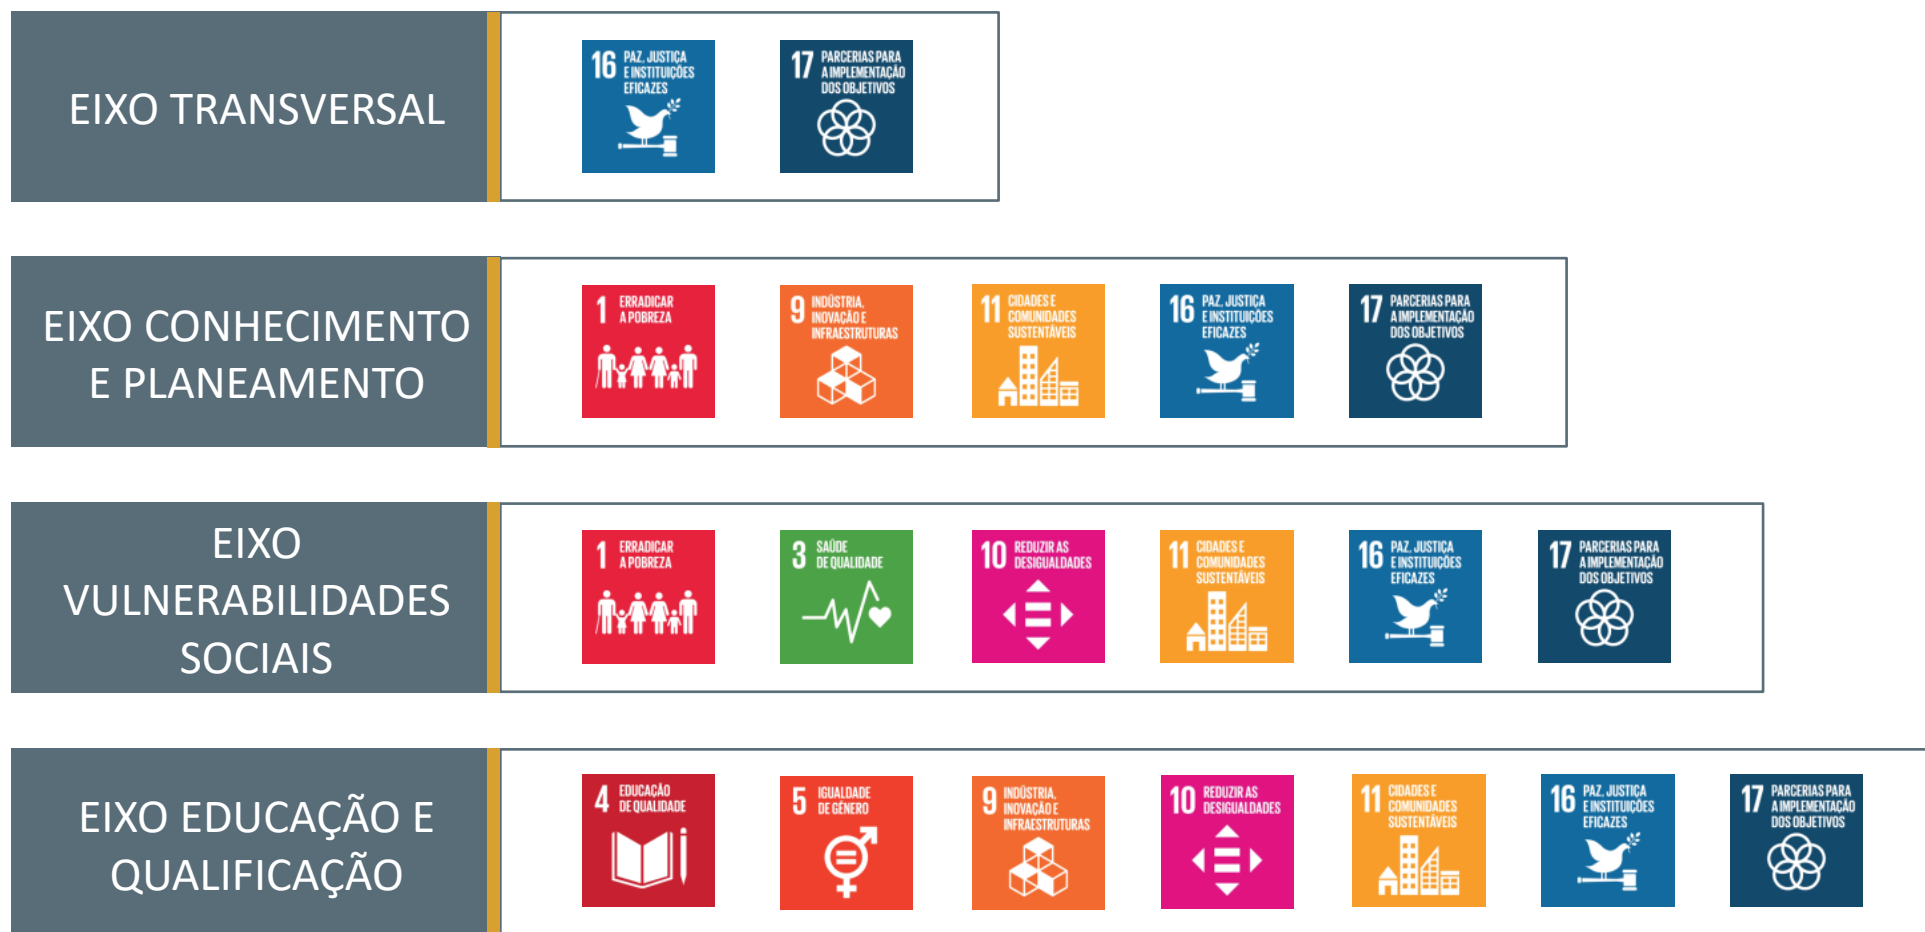 EIXO TRANSVERSAL
16 PAZ, JUSTIÇA
E INSTITUIÇÕES
EFICAZES
17 PARCERIAS PARA
A IMPLEMENTAÇÃO
DOS OBJETIVOS
EIXO CONHECIMENTO
E PLANEAMENTO
1 ERRADICAR
A POBREZA
9 INDÚSTRIA,
INOVAÇÃO E
INFRAESTRUTURAS
11 CIDADES E
COMUNIDADES
SUSTENTÁVEIS
16 PAZ, JUSTIÇA
E INSTITUIÇÕES
EFICAZES
17 PARCERIAS PARA
A IMPLEMENTAÇÃO
DOS OBJETIVOS
EIXO
VULNERABILIDADES
SOCIAIS
1 ERRADICAR
A POBREZA
3 SAÚDE
DE QUALIDADE
10 REDUZIR AS
DESIGUALDADES
11 CIDADES E
COMUNIDADES
SUSTENTÁVEIS
16 PAZ, JUSTIÇA
E INSTITUIÇÕES
EFICAZES
17 PARCERIAS PARA
A IMPLEMENTAÇÃO
DOS OBJETIVOS
EIXO EDUCAÇÃO E
QUALIFICAÇÃO
4 EDUCAÇÃO
DE QUALIDADE
5 IGUALDADE
DE GÉNERO
9 INDÚSTRIA,
INOVAÇÃO E
INFRAESTRUTURAS
10 REDUZIR AS
DESIGUALDADES
11 CIDADES E
COMUNIDADES
SUSTENTÁVEIS
16 PAZ, JUSTIÇA
E INSTITUIÇÕES
EFICAZES
17 PARCERIAS PARA
A IMPLEMENTAÇÃO
DOS OBJETIVOS